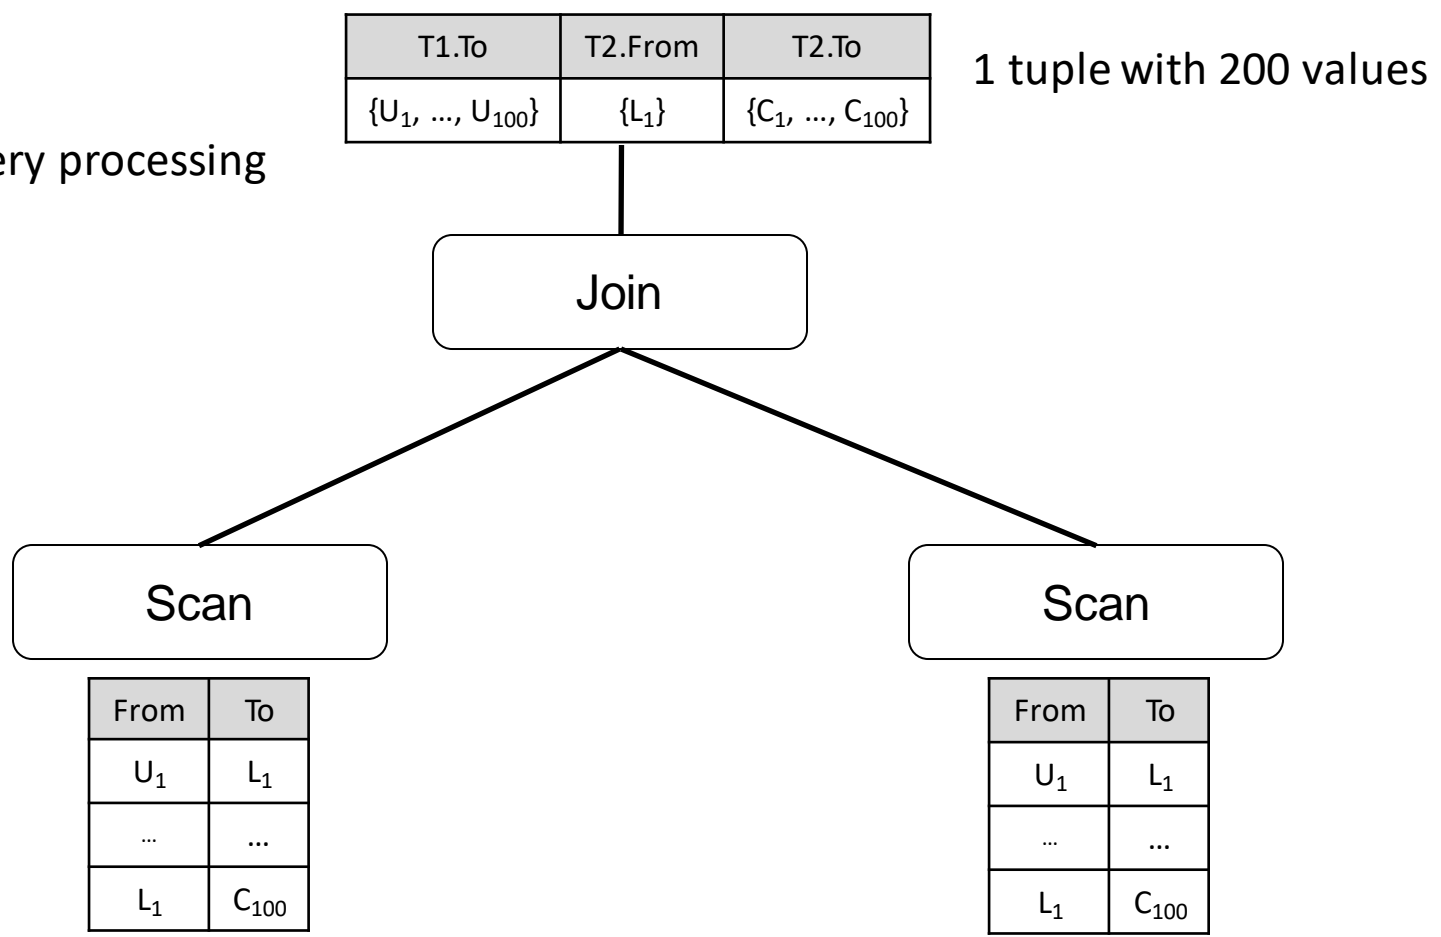 T1.To T2.From T2.To
{U₁, ..., U₁₀₀} {L₁} {C₁, ..., C₁₀₀}
1 tuple with 200 values
ery processing
Join
Scan
Scan
From To
U₁ L₁
... ...
L₁ C₁₀₀
From To
U₁ L₁
... ...
L₁ C₁₀₀